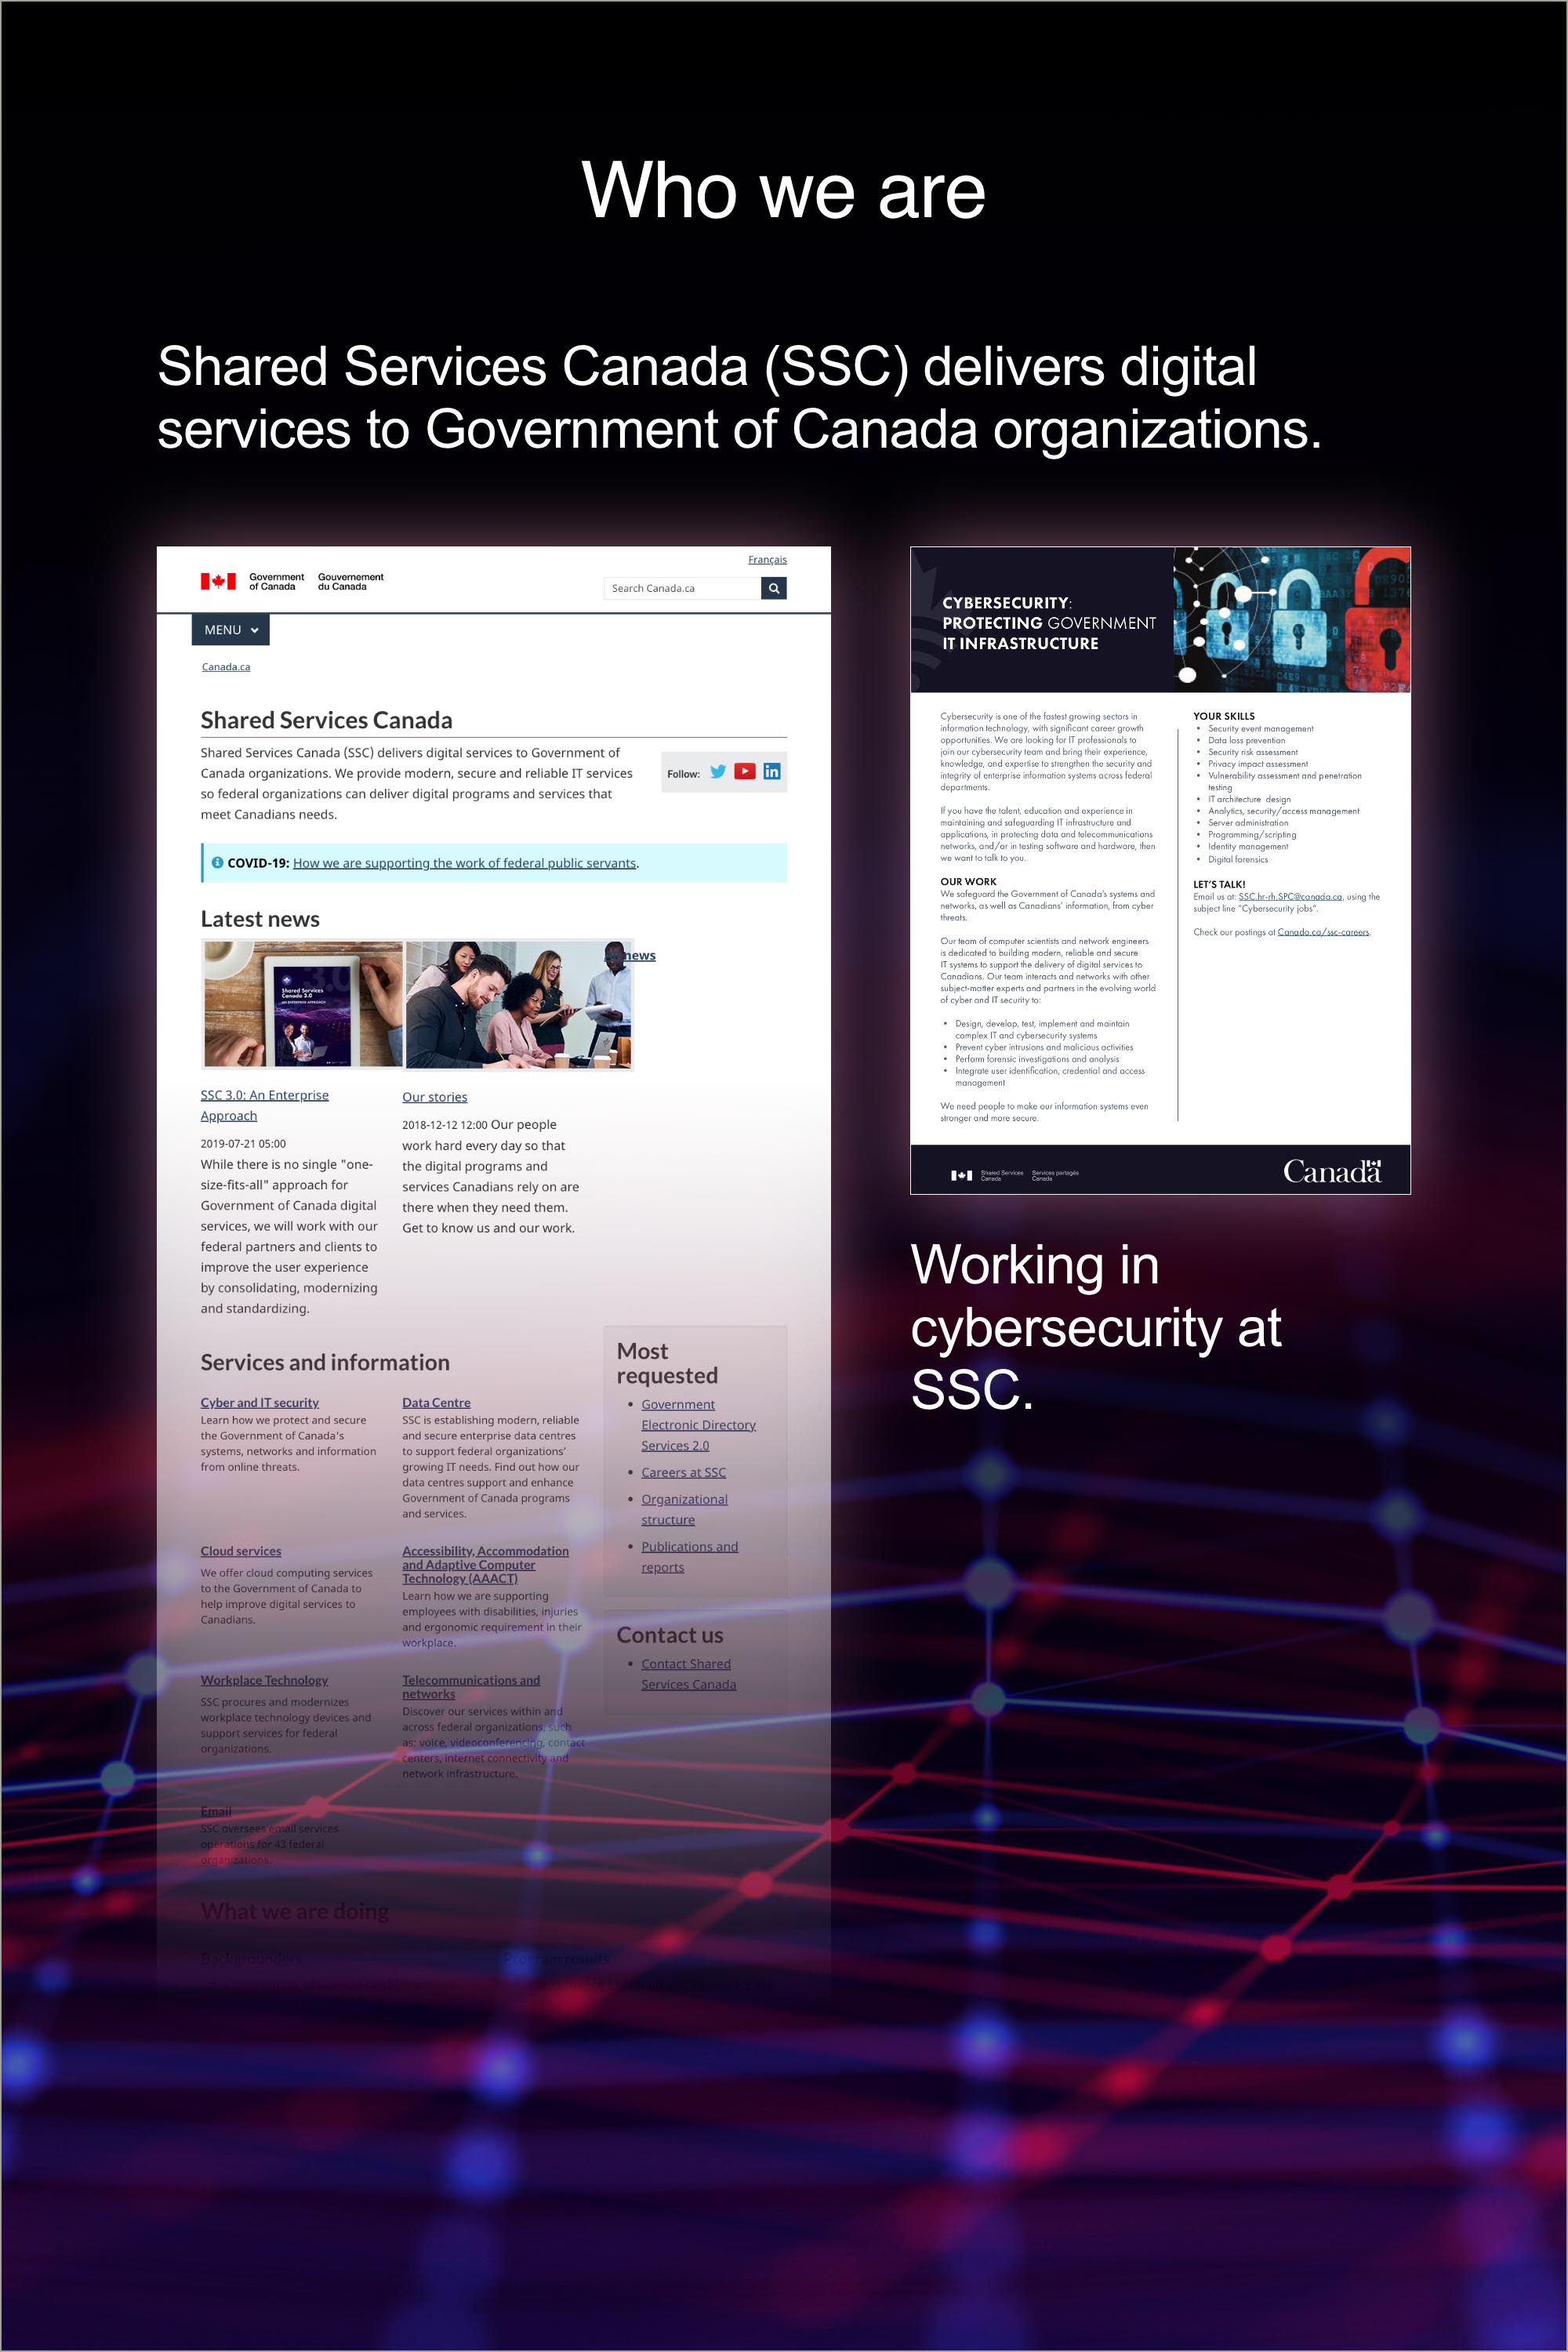 Who we are
Shared Services Canada (SSC) delivers digital
services to Government of Canada organizations.
Government
of Canada
Gouvernement
du Canada
Français
Search Canada.ca
MENU
Canada.ca
Shared Services Canada
Shared Services Canada (SSC) delivers digital services to Government of
Canada organizations. We provide modern, secure and reliable IT services
so federal organizations can deliver digital programs and services that
meet Canadians needs.
Follow:
COVID-19: How we are supporting the work of federal public servants.
Latest news
Shared Services
Canada 3.0
AN ENTERPRISE APPROACH
news
SSC 3.0: An Enterprise
Approach
2019-07-21 05:00
While there is no single "one-
size-fits-all" approach for
Government of Canada digital
services, we will work with our
federal partners and clients to
improve the user experience
by consolidating, modernizing
and standardizing.
Our stories
2018-12-12 12:00 Our people
work hard every day so that
the digital programs and
services Canadians rely on are
there when they need them.
Get to know us and our work.
Services and information
Cyber and IT security
Learn how we protect and secure
the Government of Canada's
systems, networks and information
from online threats.
Data Centre
SSC is establishing modern, reliable
and secure enterprise data centres
to support federal organizations'
growing IT needs. Find out how our
data centres support and enhance
Government of Canada programs
and services.
Cloud services
We offer cloud computing services
to the Government of Canada to
help improve digital services to
Canadians.
Accessibility, Accommodation
and Adaptive Computer
Technology (AAACT)
Learn how we are supporting
employees with disabilities, injuries
and ergonomic requirement in their
workplace.
Workplace Technology
SSC procures and modernizes
workplace technology devices and
support services for federal
organizations.
Telecommunications and
networks
Discover our services within and
across federal organizations, such
as: voice, videoconferencing, contact
centers, internet connectivity and
network infrastructure.
Email
SSC oversees email services
operations for 43 federal
organizations.
Most
requested
• Government
Electronic Directory
Services 2.0
• Careers at SSC
• Organizational
structure
• Publications and
reports
Contact us
• Contact Shared
Services Canada
What we are doing
Backgrounders
Program results
CYBERSECURITY:
PROTECTING GOVERNMENT
IT INFRASTRUCTURE
Cybersecurity is one of the fastest growing sectors in
information technology, with significant career growth
opportunities. We are looking for IT professionals to
join our cybersecurity team and bring their experience,
knowledge, and expertise to strengthen the security and
integrity of enterprise information systems across federal
departments.
If you have the talent, education and experience in
maintaining and safeguarding IT infrastructure and
applications, in protecting data and telecommunications
networks, and/or in testing software and hardware, then
we want to talk to you.
OUR WORK
We safeguard the Government of Canada's systems and
networks, as well as Canadians' information, from cyber
threats.
Our team of computer scientists and network engineers
is dedicated to building modern, reliable and secure
IT systems to support the delivery of digital services to
Canadians. Our team interacts and networks with other
subject-matter experts and partners in the evolving world
of cyber and IT security to:
• Design, develop, test, implement and maintain
complex IT and cybersecurity systems
• Prevent cyber intrusions and malicious activities
• Perform forensic investigations and analysis
• Integrate user identification, credential and access
management
We need people to make our information systems even
stronger and more secure.
YOUR SKILLS
• Security event management
• Data loss prevention
• Security risk assessment
• Privacy impact assessment
• Vulnerability assessment and penetration
testing
• IT architecture design
• Analytics, security/access management
• Server administration
• Programming/scripting
• Identity management
• Digital forensics
LET'S TALK!
Email us at: SSC.hr-rh.SPC@canada.ca, using the
subject line "Cybersecurity jobs".
Check our postings at Canada.ca/ssc-careers.
Shared Services
Canada
Services partagés
Canada
Canada
Working in
cybersecurity at
SSC.